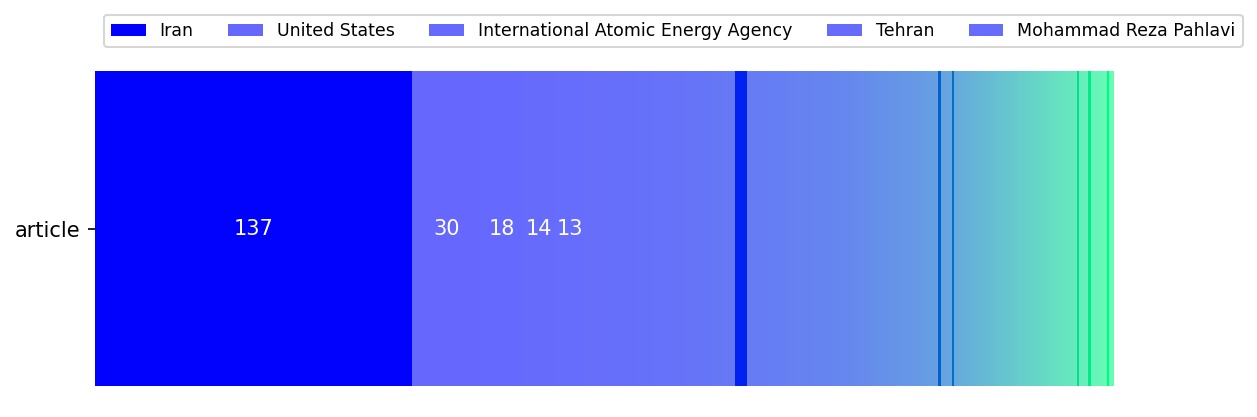 Iran United States International Atomic Energy Agency Tehran Mohammad Reza Pahlavi
article 137 30 18 14 13